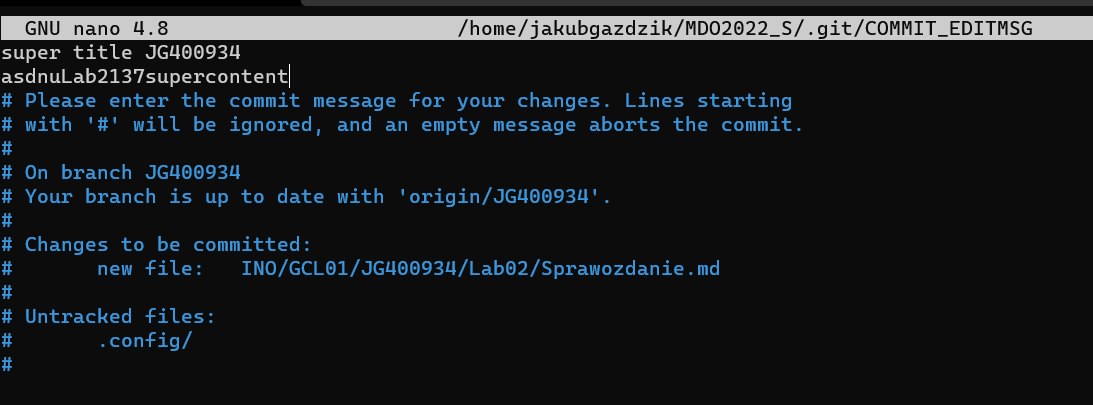 GNU nano 4.8 /home/jakubgazdzik/MDO2022_S/.git/COMMIT_EDITMSG
super title JG400934
asdnuLab2137supercontent
# Please enter the commit message for your changes. Lines starting
# with '#' will be ignored, and an empty message aborts the commit.
#
# On branch JG400934
# Your branch is up to date with 'origin/JG400934'.
#
# Changes to be committed:
#       new file:   INO/GCL01/JG400934/Lab02/Sprawozdanie.md
#
# Untracked files:
#       .config/
#